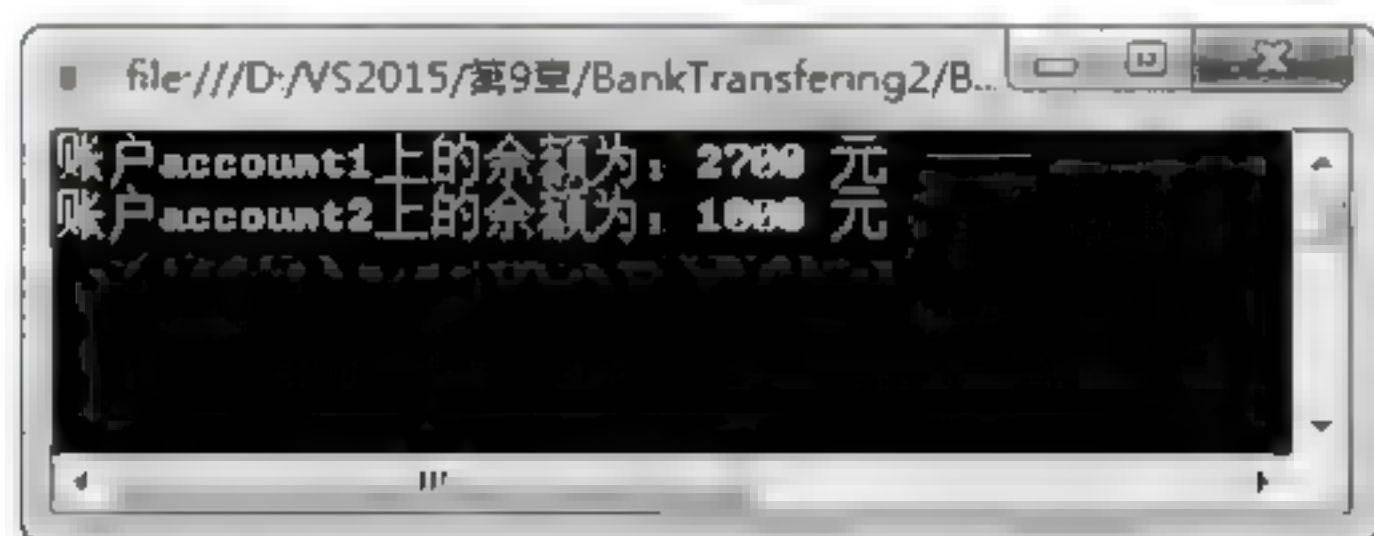 file:///D:/VS2015/第9章/BankTransferring2/B...
账户account1上的余额为：2700 元
账户account2上的余额为：1000 元